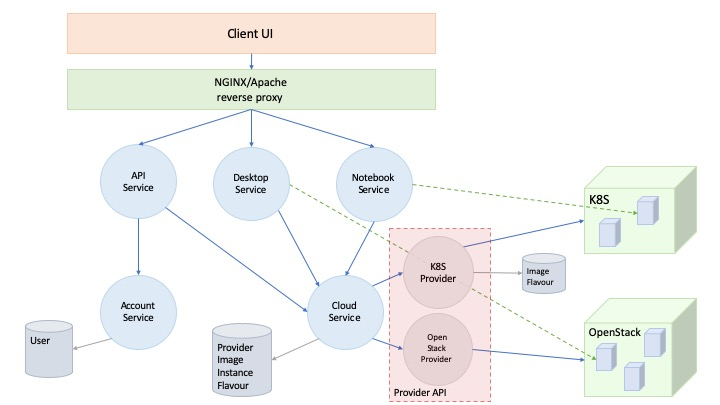 Client UI
NGINX/Apache
reverse proxy
API
Service
Desktop
Service
Notebook
Service
K8S
K8S
Provider
Image
Flavour
Account
Service
Cloud
Service
User
Provider
Image
Instance
Flavour
Open
Stack
Provider
OpenStack
Provider API